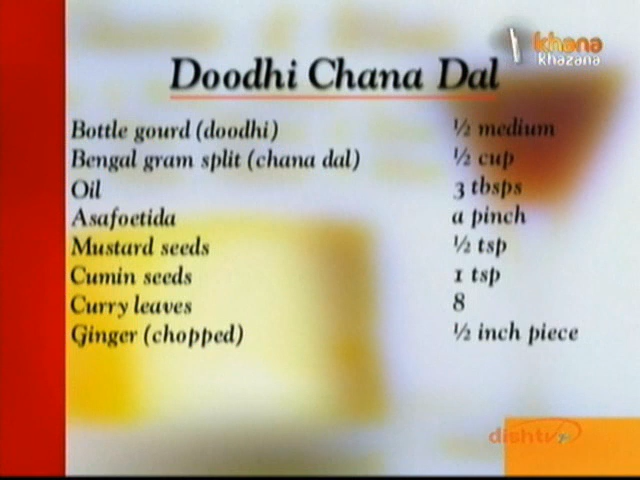 khana
khazana
Doodhi Chana Dal
Bottle gourd (doodhi) ½ medium
Bengal gram split (chana dal) ½ cup
Oil 3 tbsps
Asafoetida a pinch
Mustard seeds ½ tsp
Cumin seeds 1 tsp
Curry leaves 8
Ginger (chopped) ½ inch piece
dishtv